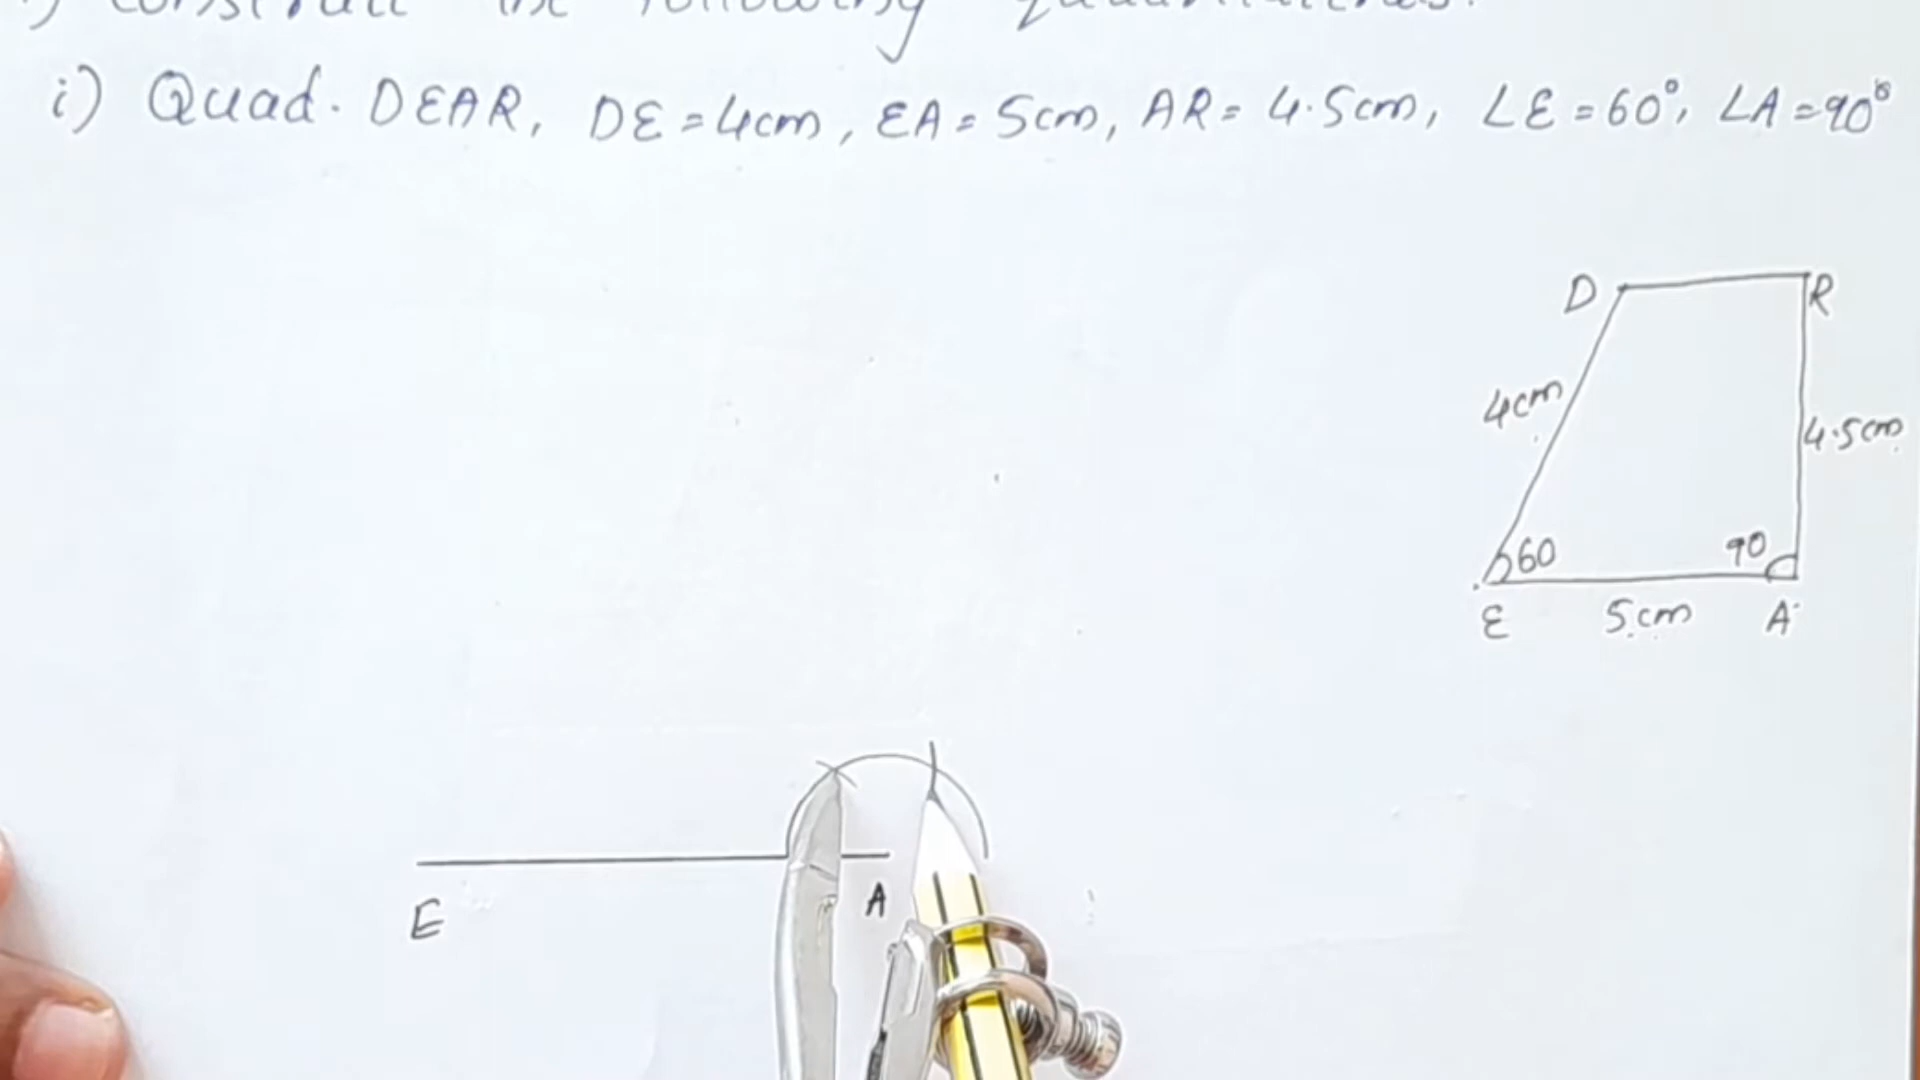 i) Quad. DEAR, DE = 4cm, EA = 5cm, AR = 4.5cm, ∠E = 60°, ∠A = 90°
D R
4cm 4.5cm
60 90
E 5cm A
E A